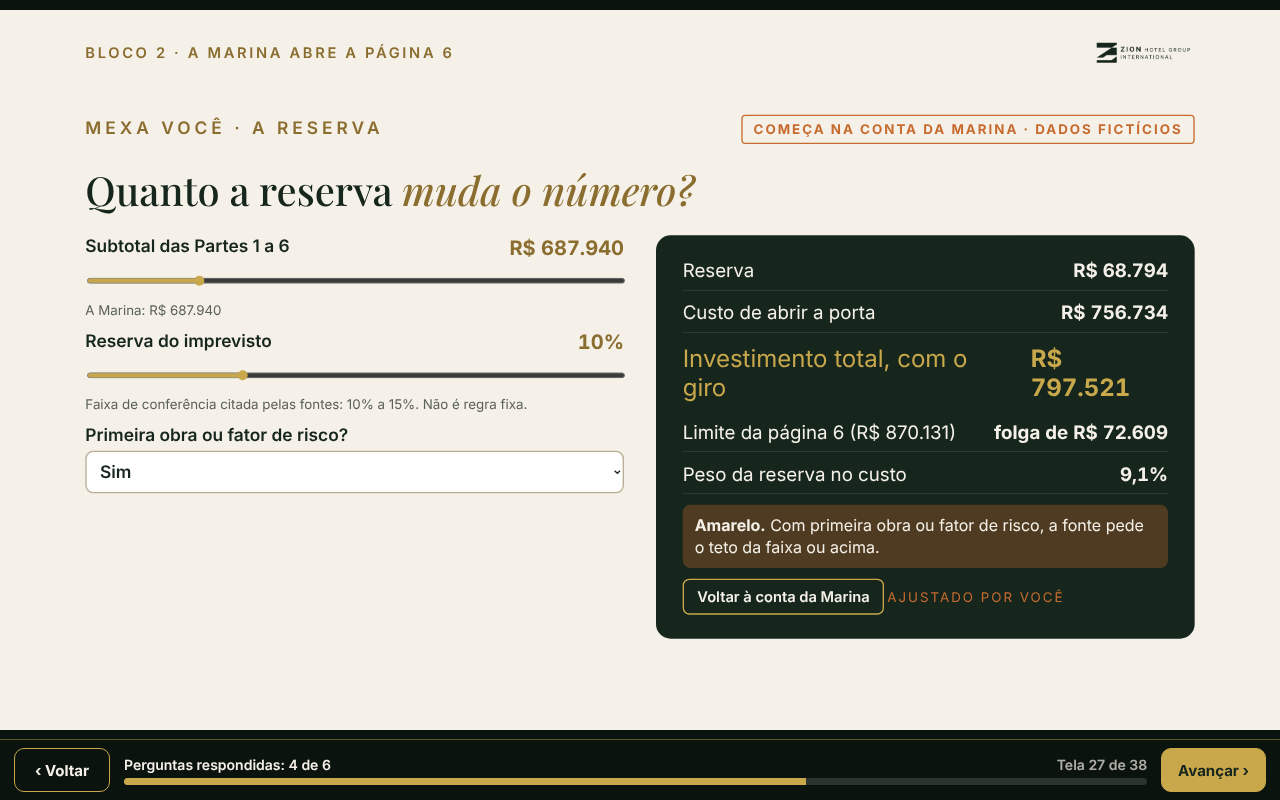 BLOCO 2 · A MARINA ABRE A PÁGINA 6
ZION HOTEL GROUP
INTERNATIONAL
MEXA VOCÊ · A RESERVA
COMEÇA NA CONTA DA MARINA · DADOS FICTÍCIOS
Quanto a reserva muda o número?
Subtotal das Partes 1 a 6
R$ 687.940
A Marina: R$ 687.940
Reserva do imprevisto
10%
Faixa de conferência citada pelas fontes: 10% a 15%. Não é regra fixa.
Primeira obra ou fator de risco?
Sim
Reserva
R$ 68.794
Custo de abrir a porta
R$ 756.734
Investimento total, com o
giro
R$
797.521
Limite da página 6 (R$ 870.131)
folga de R$ 72.609
Peso da reserva no custo
9,1%
Amarelo. Com primeira obra ou fator de risco, a fonte pede
o teto da faixa ou acima.
Voltar à conta da Marina
AJUSTADO POR VOCÊ
‹ Voltar
Perguntas respondidas: 4 de 6
Tela 27 de 38
Avançar ›